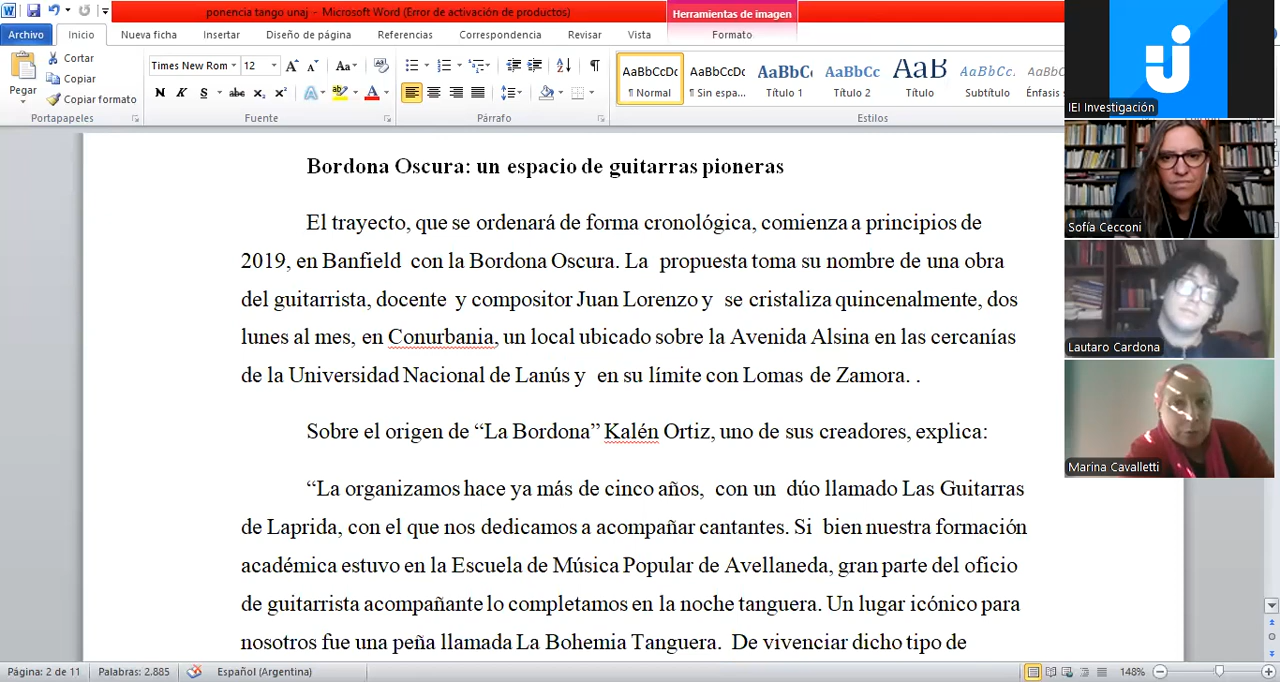 ponencia tango unaj - Microsoft Word (Error de activación de productos)
Herramientas de imagen
Archivo Inicio Nueva ficha Insertar Diseño de página Referencias Correspondencia Revisar Vista Formato
Pegar
Cortar
Copiar
Copiar formato
Portapapeles
Times New Rom 12
N K S abc x₂ x²
Fuente
Párrafo
AaBbCcDc AaBbCcDc AaBbC( AaBbCc AaB AaBbCc. AaBbCc
¶ Normal ¶ Sin espa... Título 1 Título 2 Título Subtítulo Énfasis
Estilos
IEI Investigación
Sofía Cecconi
Lautaro Cardona
Marina Cavalletti
Bordona Oscura: un espacio de guitarras pioneras
El trayecto, que se ordenará de forma cronológica, comienza a principios de
2019, en Banfield con la Bordona Oscura. La propuesta toma su nombre de una obra
del guitarrista, docente y compositor Juan Lorenzo y se cristaliza quincenalmente, dos
lunes al mes, en Conurbania, un local ubicado sobre la Avenida Alsina en las cercanías
de la Universidad Nacional de Lanús y en su límite con Lomas de Zamora. .
Sobre el origen de “La Bordona” Kalén Ortiz, uno de sus creadores, explica:
“La organizamos hace ya más de cinco años, con un dúo llamado Las Guitarras
de Laprida, con el que nos dedicamos a acompañar cantantes. Si bien nuestra formación
académica estuvo en la Escuela de Música Popular de Avellaneda, gran parte del oficio
de guitarrista acompañante lo completamos en la noche tanguera. Un lugar icónico para
nosotros fue una peña llamada La Bohemia Tanguera. De vivenciar dicho tipo de
Página: 2 de 11 Palabras: 2.885 Español (Argentina) 148%